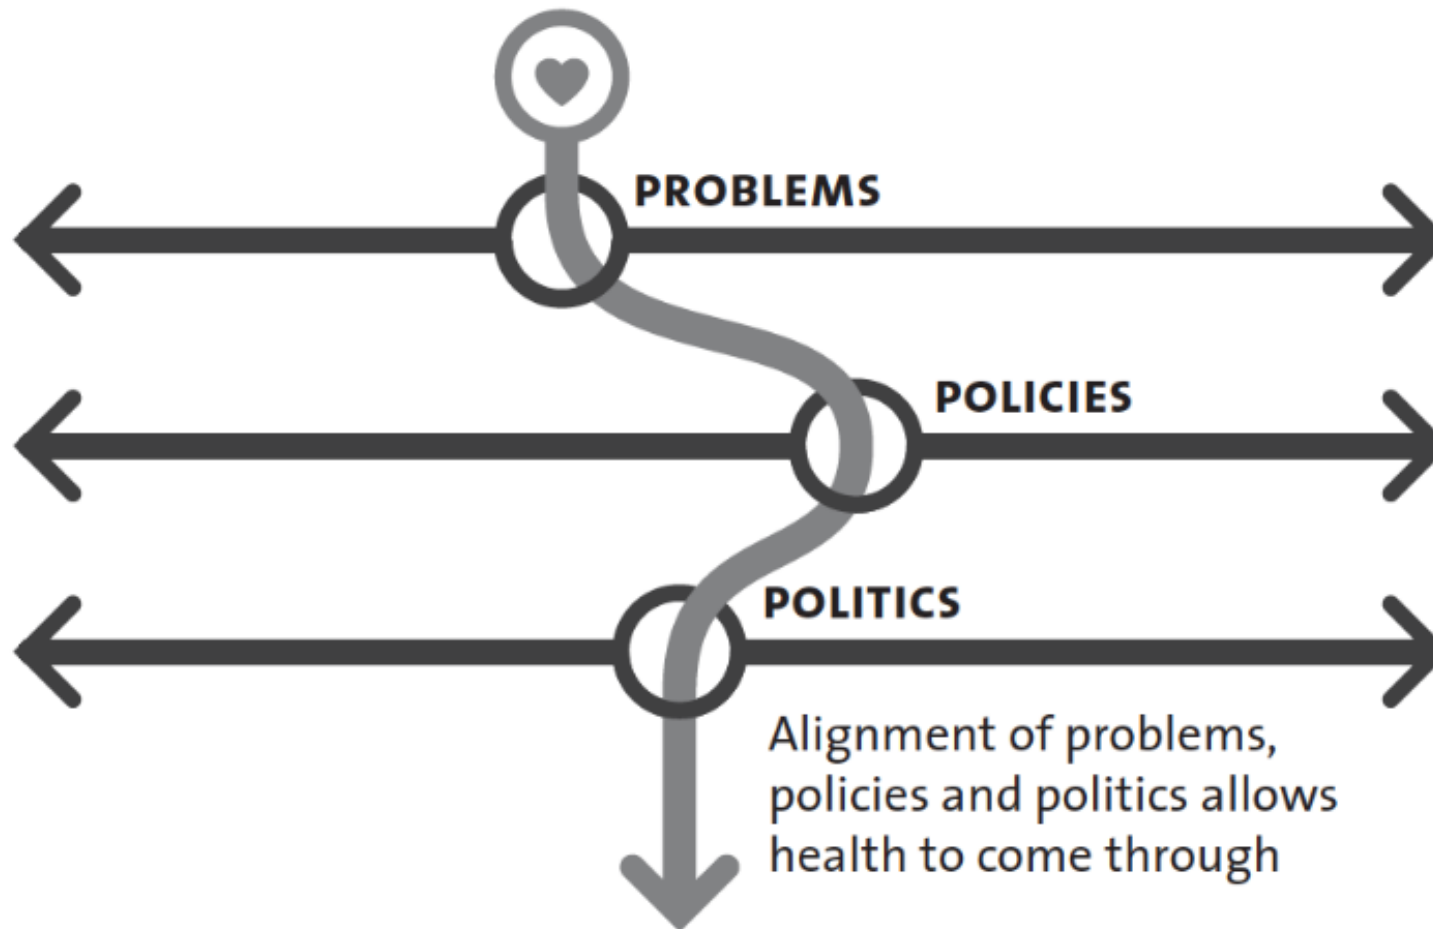 PROBLEMS
POLICIES
POLITICS
Alignment of problems,
policies and politics allows
health to come through